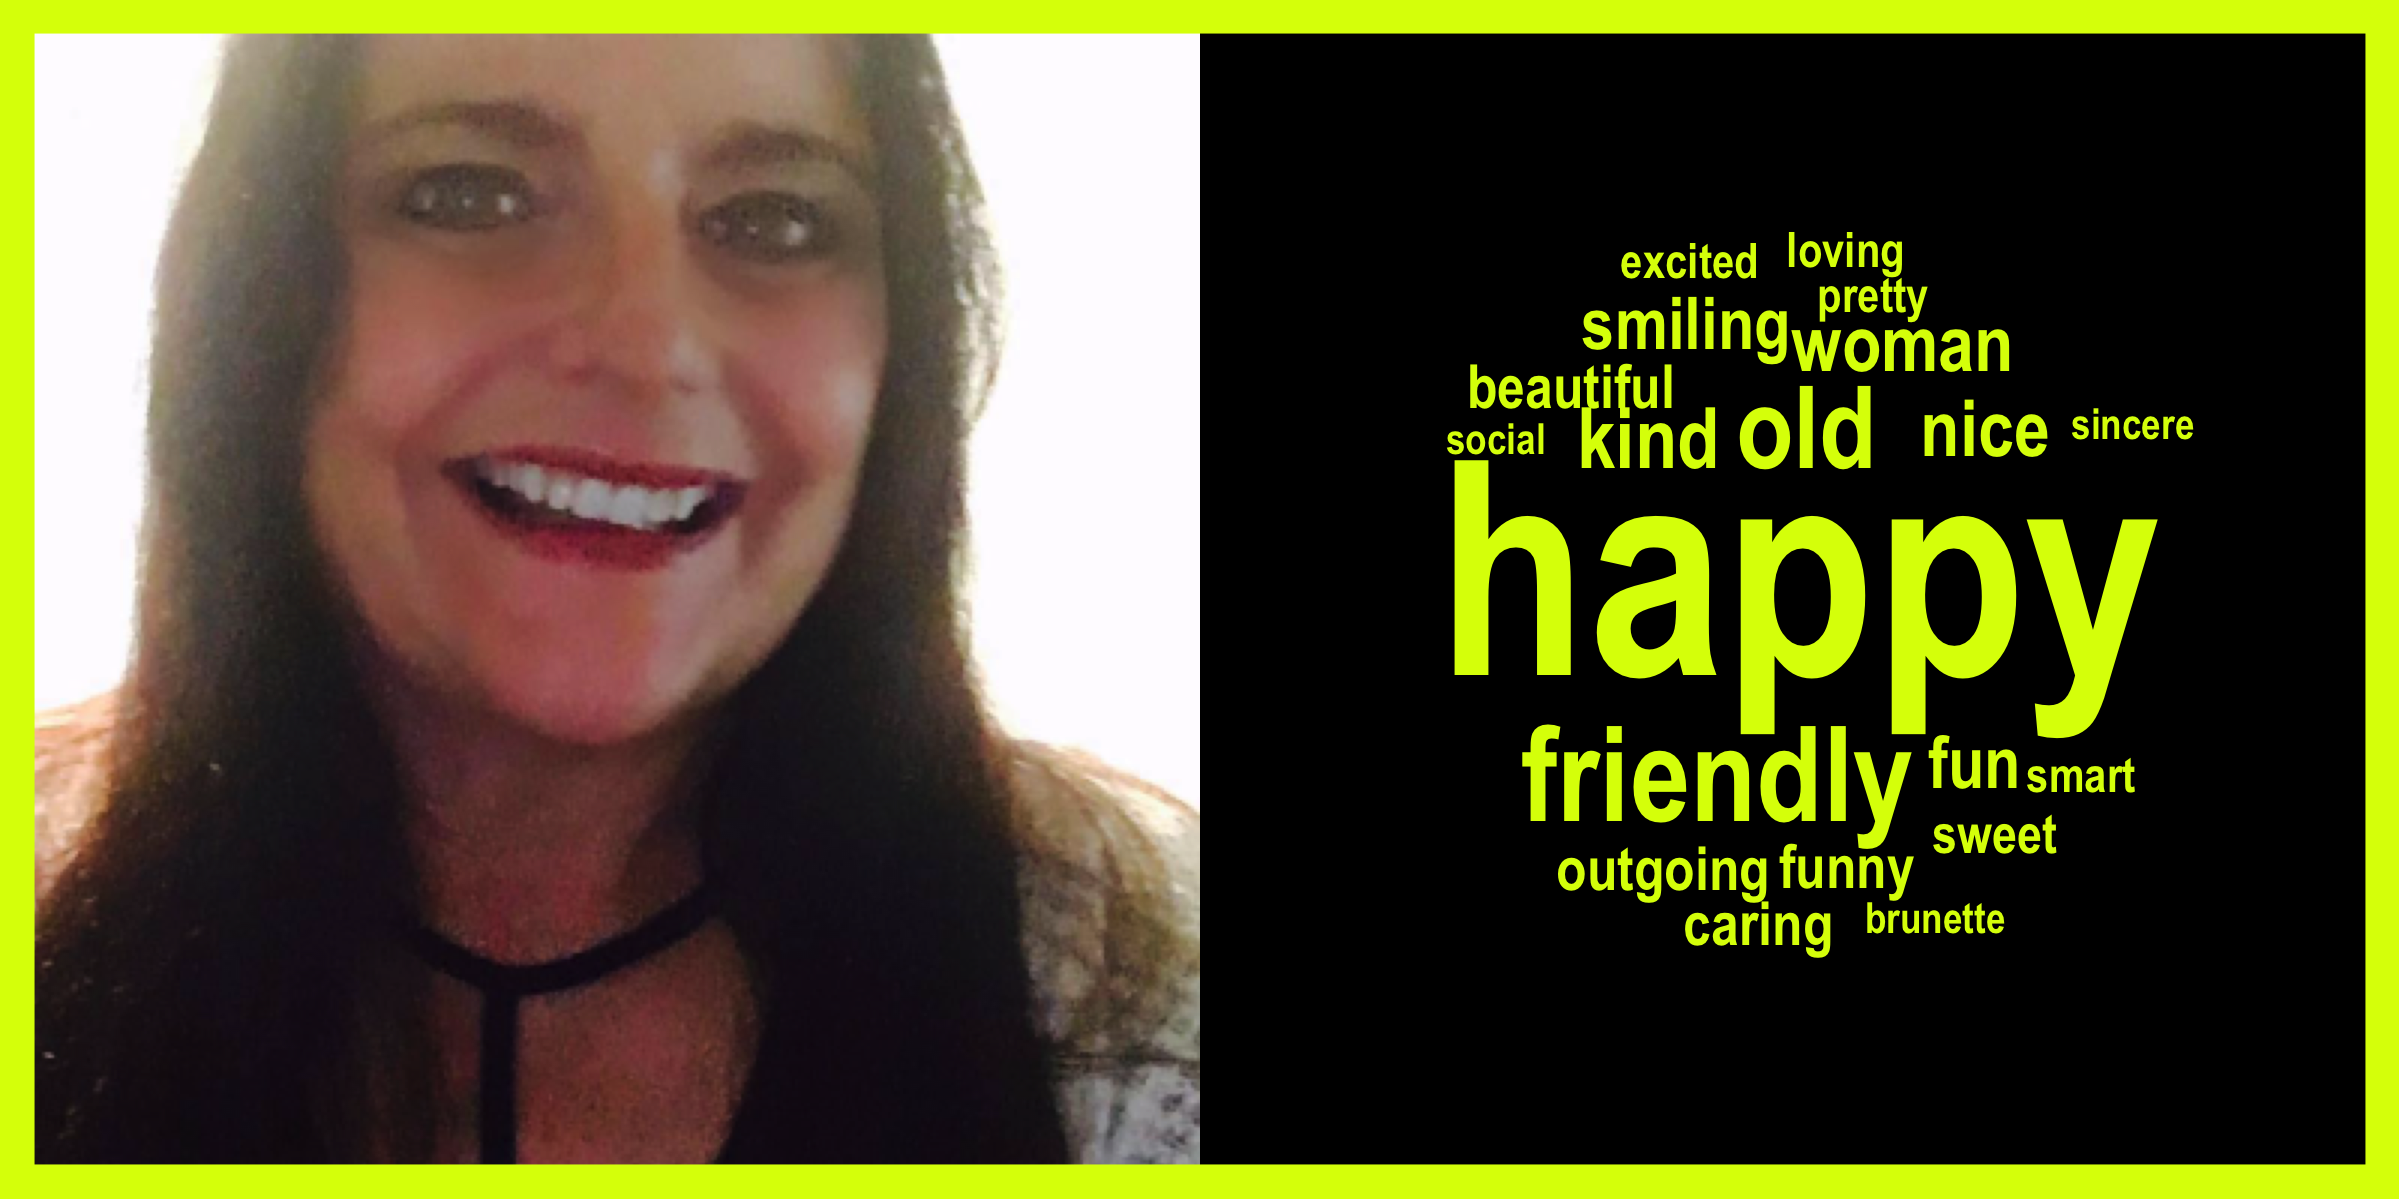 excited loving
pretty
smiling woman
beautiful
social kind old nice sincere
happy
friendly fun smart
sweet
outgoing funny
caring brunette